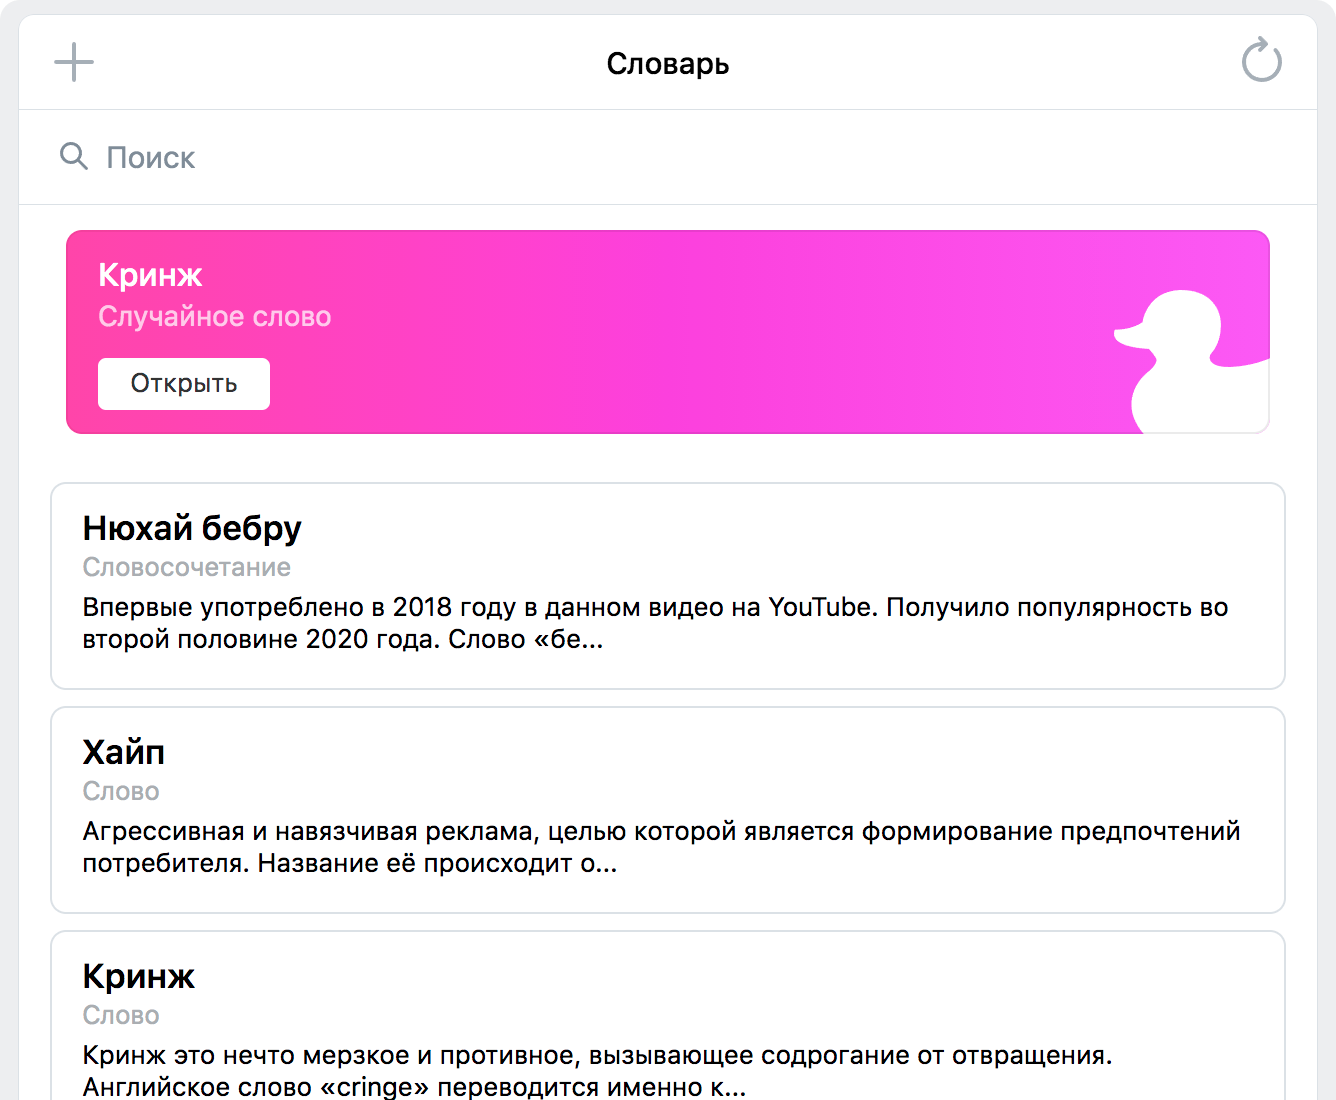 Словарь
Поиск
Кринж
Случайное слово
Открыть
Нюхай бебру
Словосочетание
Впервые употреблено в 2018 году в данном видео на YouTube. Получило популярность во
второй половине 2020 года. Слово «бе...
Хайп
Слово
Агрессивная и навязчивая реклама, целью которой является формирование предпочтений
потребителя. Название её происходит о...
Кринж
Слово
Кринж это нечто мерзкое и противное, вызывающее содрогание от отвращения.
Английское слово «cringe» переводится именно к...